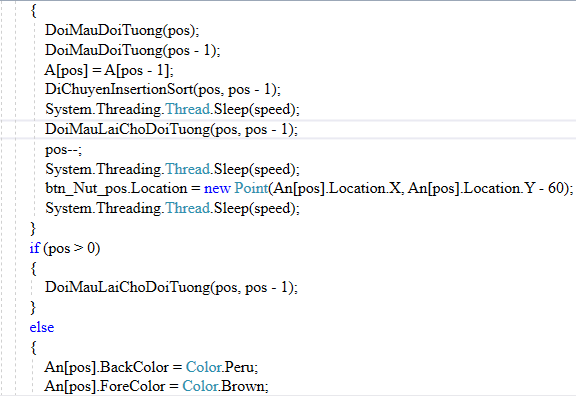 {
DoiMauDoiTuong(pos);
DoiMauDoiTuong(pos - 1);
A[pos] = A[pos - 1];
DiChuyenInsertionSort(pos, pos - 1);
System.Threading.Thread.Sleep(speed);
DoiMauLaiChoDoiTuong(pos, pos - 1);
pos--;
System.Threading.Thread.Sleep(speed);
btn_Nut_pos.Location = new Point(An[pos].Location.X, An[pos].Location.Y - 60);
System.Threading.Thread.Sleep(speed);
}
if (pos > 0)
{
DoiMauLaiChoDoiTuong(pos, pos - 1);
}
else
{
An[pos].BackColor = Color.Peru;
An[pos].ForeColor = Color.Brown;